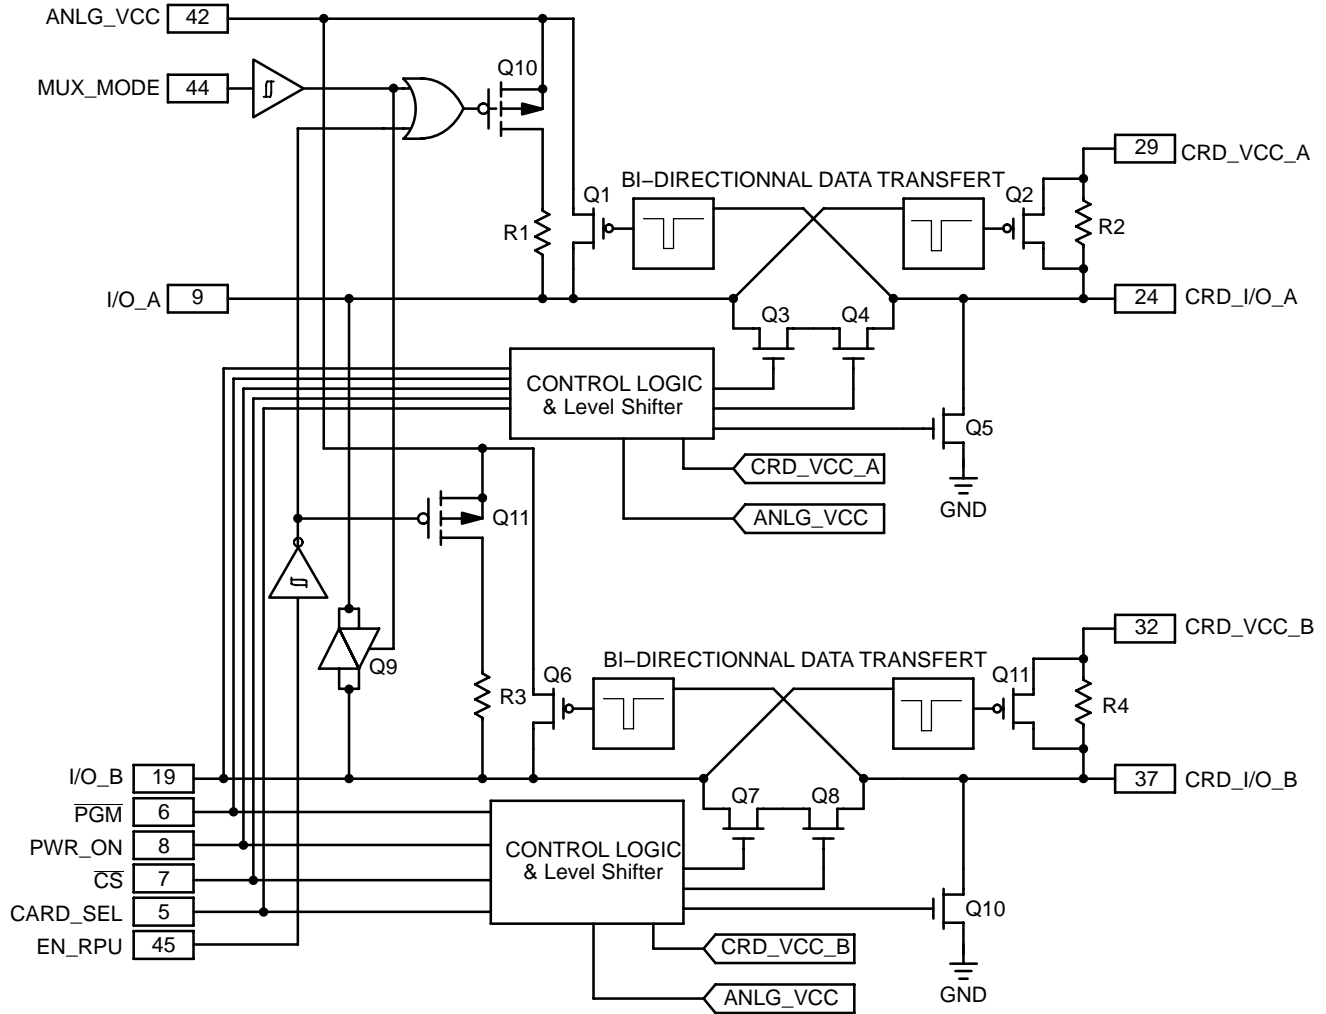 ANLG_VCC 42
MUX_MODE 44
Q10
29 CRD_VCC_A
BI–DIRECTIONNAL DATA TRANSFERT
Q1
Q2
R1
R2
I/O_A 9
24 CRD_I/O_A
Q3 Q4
CONTROL LOGIC
& Level Shifter
Q5
CRD_VCC_A
GND
ANLG_VCC
Q11
32 CRD_VCC_B
BI–DIRECTIONNAL DATA TRANSFERT
Q9
Q6
Q11
R3
R4
I/O_B 19
37 CRD_I/O_B
Q7 Q8
PGM 6
PWR_ON 8
CONTROL LOGIC
& Level Shifter
CS 7
CARD_SEL 5
Q10
EN_RPU 45
CRD_VCC_B
GND
ANLG_VCC